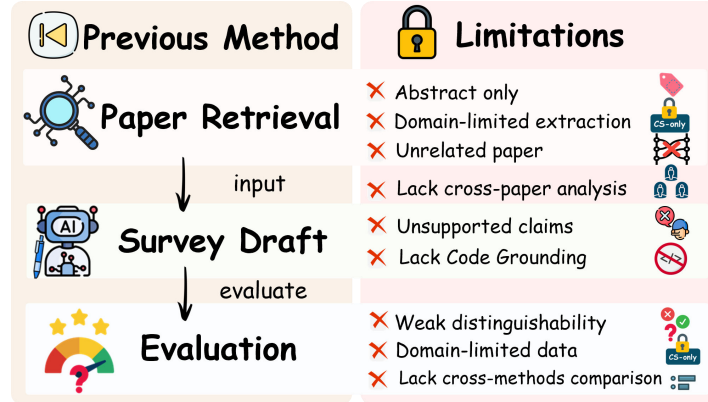 Previous Method
Limitations
Paper Retrieval
Abstract only
Domain-limited extraction
CS-only
Unrelated paper
input
Lack cross-paper analysis
AI
Survey Draft
Unsupported claims
Lack Code Grounding
</>
evaluate
Evaluation
Weak distinguishability
?
Domain-limited data
CS-only
Lack cross-methods comparison
?